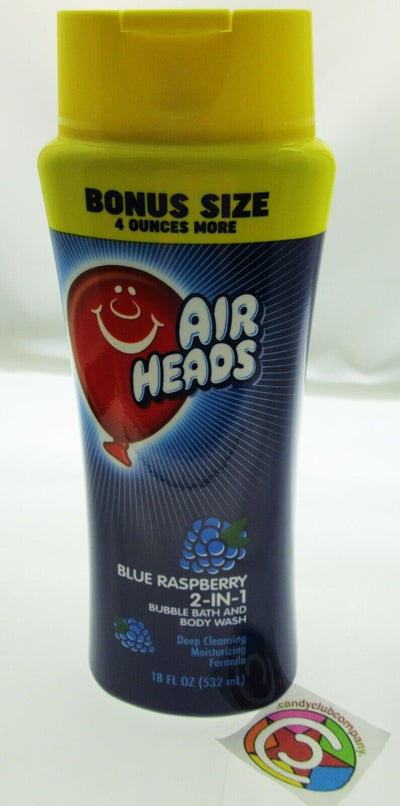 BONUS SIZE
4 OUNCES MORE
AIR
HEADS
BLUE RASPBERRY
2-IN-1
BUBBLE BATH AND
BODY WASH
Deep Cleansing
Moisturizing
Formula
18 FL OZ (532 mL)
.candyclubcompany.